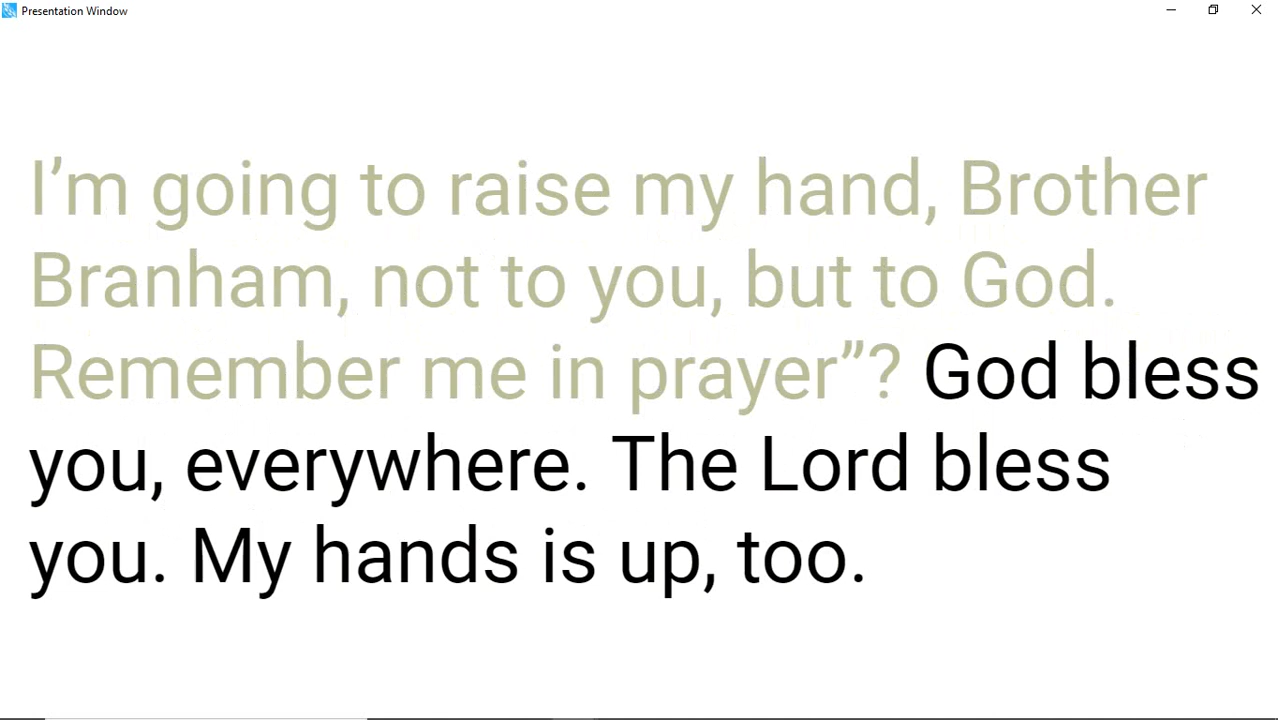 Presentation Window
I’m going to raise my hand, Brother
Branham, not to you, but to God.
Remember me in prayer”? God bless
you, everywhere. The Lord bless
you. My hands is up, too.